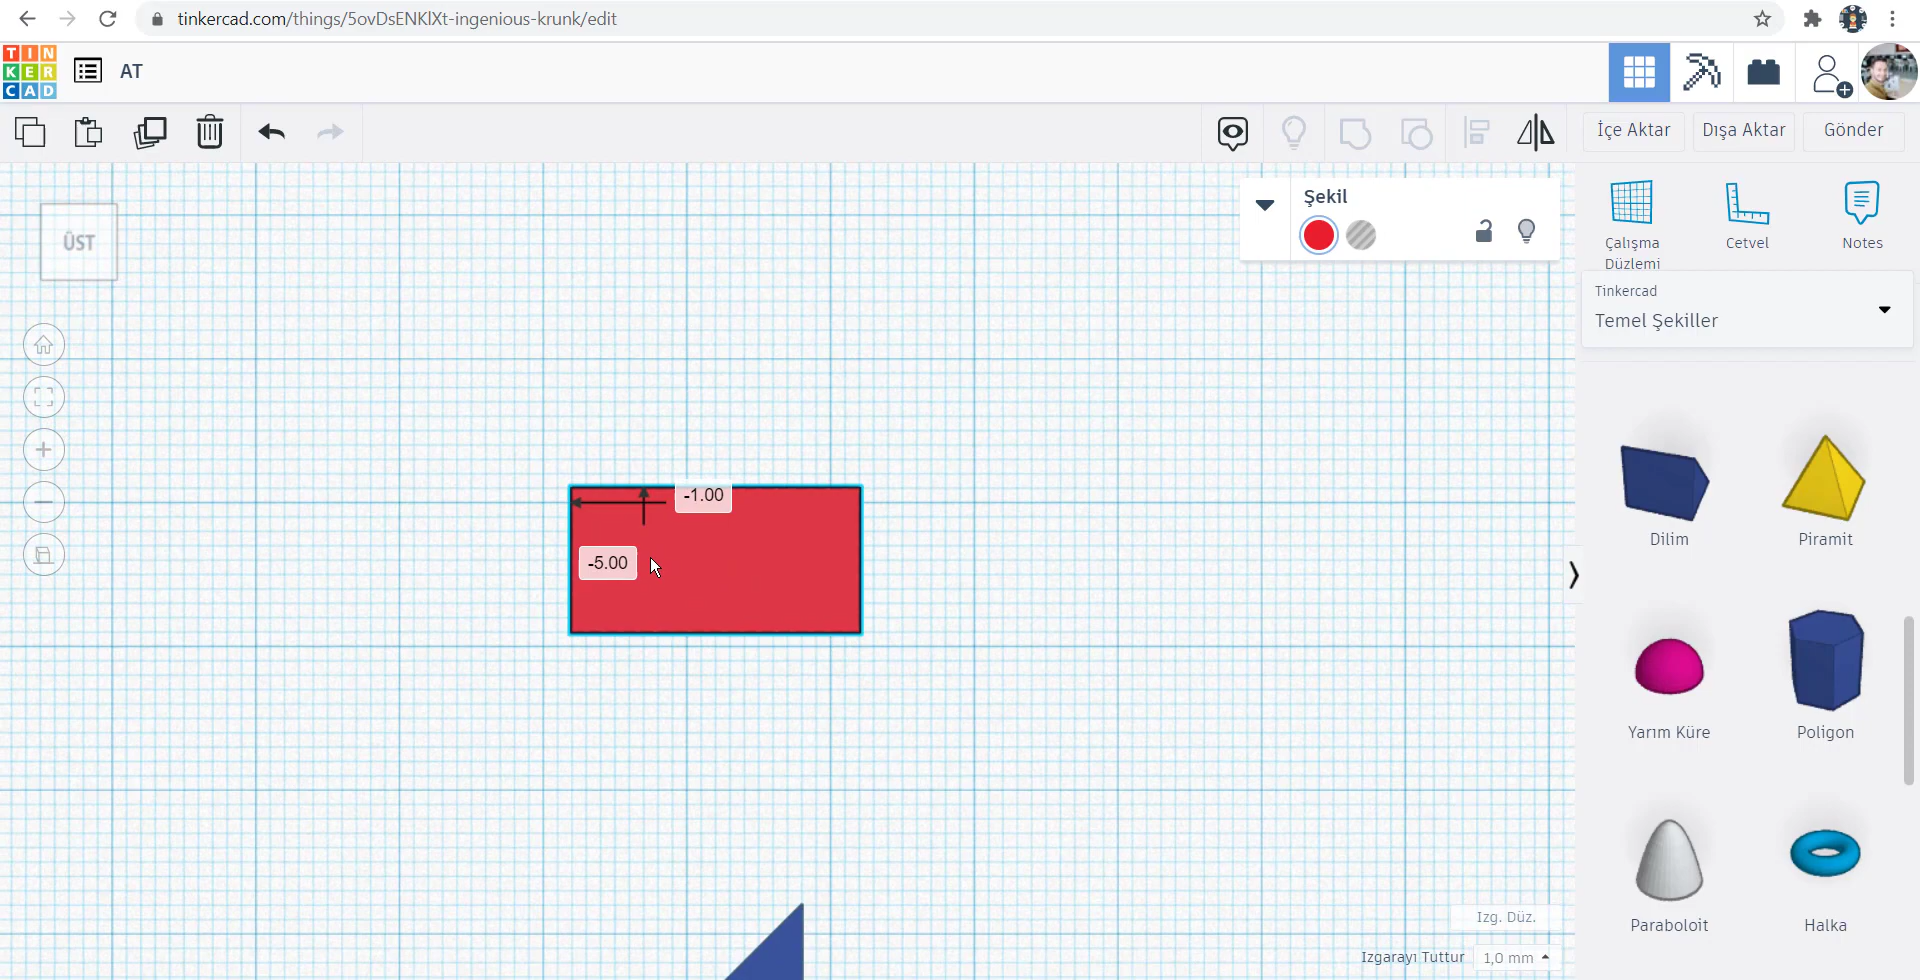 tinkercad.com/things/5ovDsENKlXt-ingenious-krunk/edit
TIN
KER
CAD
AT
İçe Aktar
Dışa Aktar
Gönder
Şekil
ÜST
Çalışma
Düzlemi
Cetvel
Notes
Tinkercad
Temel Şekiller
-1.00
-5.00
Dilim
Piramit
Yarım Küre
Poligon
Paraboloit
Halka
Izg. Düz.
Izgarayı Tuttur
1,0 mm